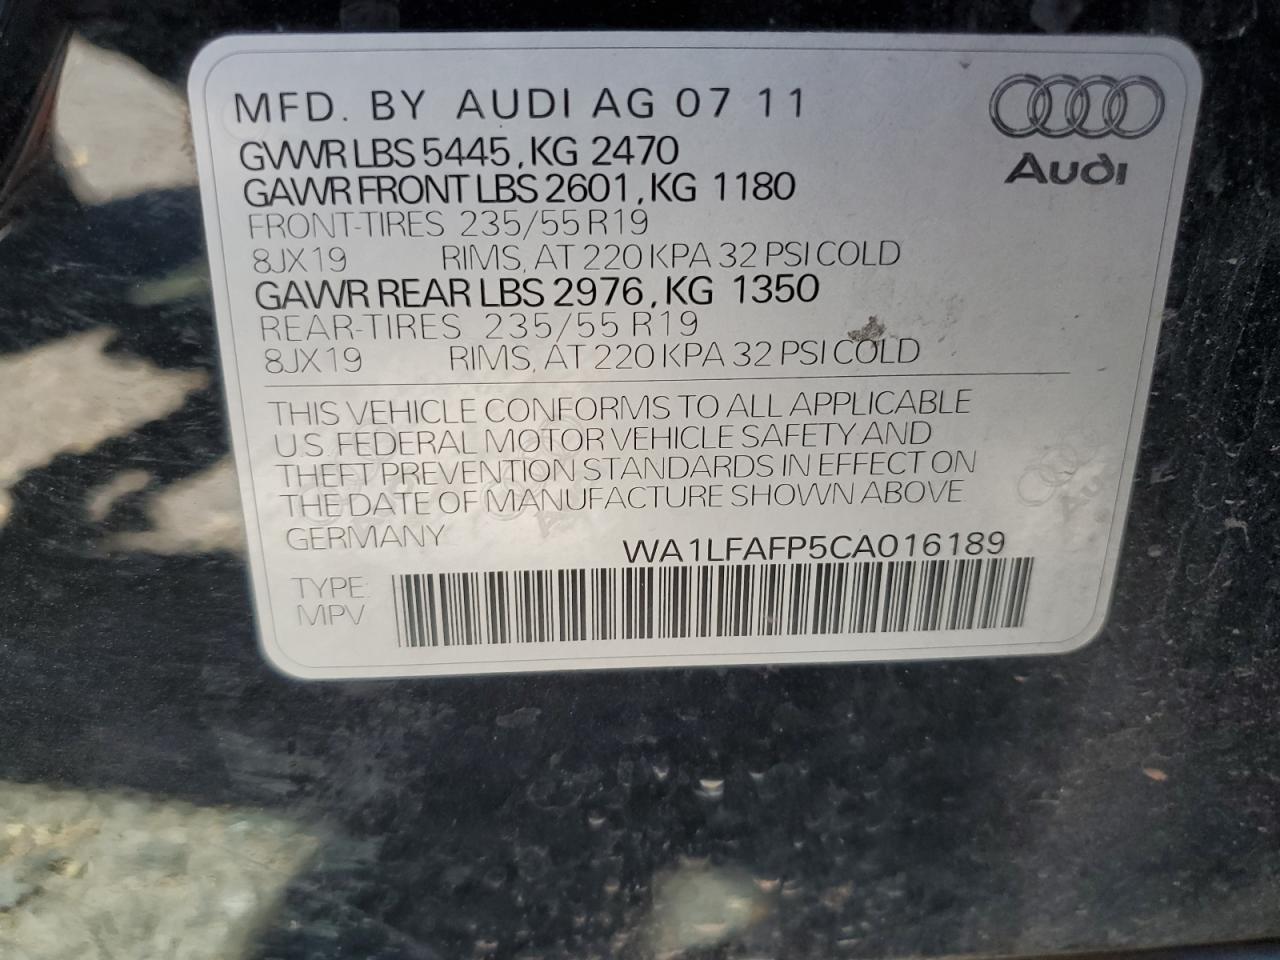 MFD. BY AUDI AG 07 11
GVWR LBS 5445, KG 2470
GAWR FRONT LBS 2601, KG 1180
FRONT-TIRES 235/55 R19
8JX19 RIMS, AT 220 KPA 32 PSI COLD
GAWR REAR LBS 2976, KG 1350
REAR-TIRES 235/55 R19
8JX19 RIMS, AT 220 KPA 32 PSI COLD
Audi
THIS VEHICLE CONFORMS TO ALL APPLICABLE
U.S. FEDERAL MOTOR VEHICLE SAFETY AND
THEFT PREVENTION STANDARDS IN EFFECT ON
THE DATE OF MANUFACTURE SHOWN ABOVE
GERMANY
WA1LFAFP5CA016189
TYPE:
MPV